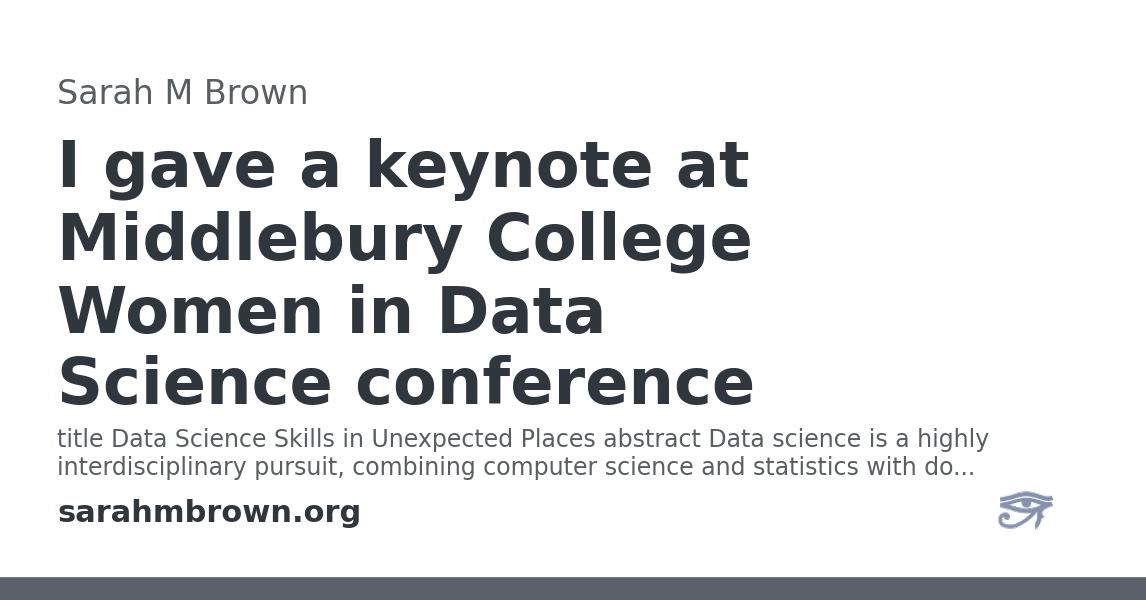 Sarah M Brown
I gave a keynote at
Middlebury College
Women in Data
Science conference
title Data Science Skills in Unexpected Places abstract Data science is a highly
interdisciplinary pursuit, combining computer science and statistics with do...
sarahmbrown.org